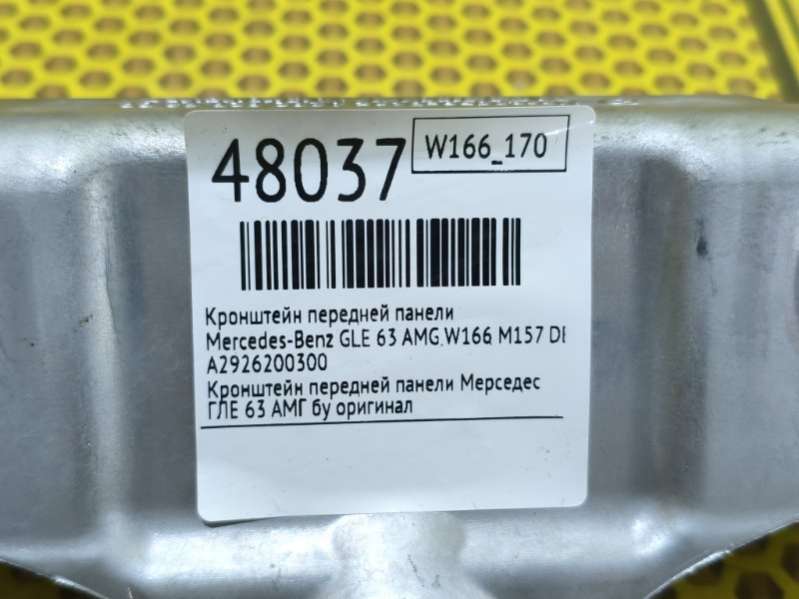 48037
W166_170
Кронштейн передней панели
Mercedes-Benz GLE 63 AMG W166 M157 DE
A2926200300
Кронштейн передней панели Мерседес
ГЛЕ 63 АМГ бу оригинал